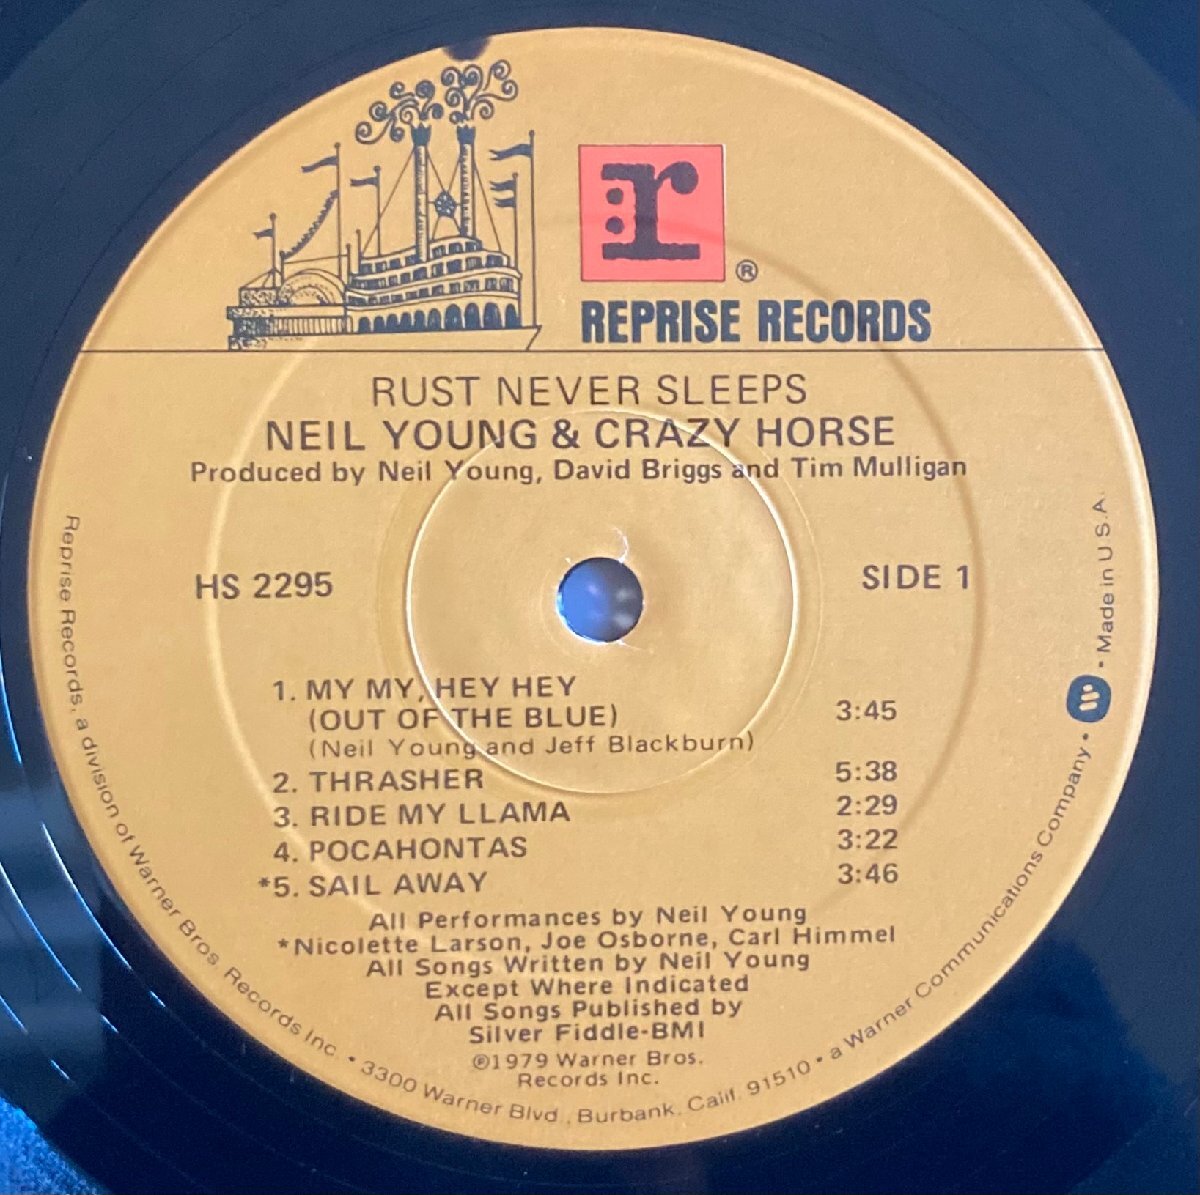 r
®
REPRISE RECORDS
RUST NEVER SLEEPS
NEIL YOUNG & CRAZY HORSE
Produced by Neil Young, David Briggs and Tim Mulligan
HS 2295
SIDE 1
1. MY MY, HEY HEY
(OUT OF THE BLUE) 3:45
(Neil Young and Jeff Blackburn)
2. THRASHER 5:38
3. RIDE MY LLAMA 2:29
4. POCAHONTAS 3:22
*5. SAIL AWAY 3:46
All Performances by Neil Young
*Nicolette Larson, Joe Osborne, Carl Himmel
All Songs Written by Neil Young
Except Where Indicated
All Songs Published by
Silver Fiddle-BMI
℗1979 Warner Bros.
Records Inc.
Reprise Records, a division of Warner Bros. Records Inc. • 3300 Warner Blvd., Burbank, Calif. 91510 • a Warner Communications Company • W • Made in U.S.A.